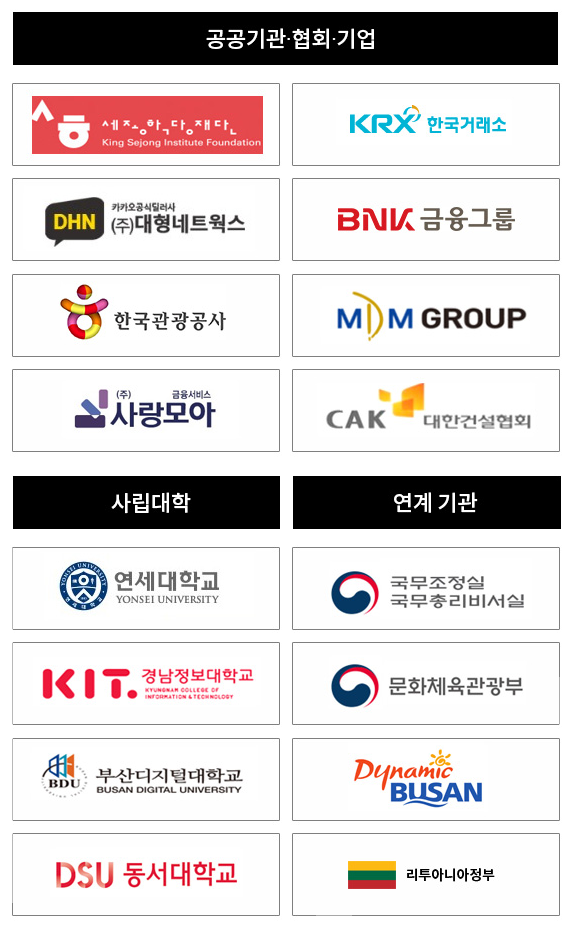 공공기관·협회·기업
세종학당재단
King Sejong Institute Foundation
KRX 한국거래소
DHN
카카오공식딜러사
(주)대형네트웍스
BNK 금융그룹
한국관광공사
MDM GROUP
(주) 금융서비스
사랑모아
CAK 대한건설협회
사립대학
연계 기관
YONSEI UNIVERSITY
연세대학교
연세대학교
YONSEI UNIVERSITY
국무조정실
국무총리비서실
KIT. 경남정보대학교
KYUNGNAM COLLEGE OF
INFORMATION & TECHNOLOGY
문화체육관광부
BDU
부산디지털대학교
BUSAN DIGITAL UNIVERSITY
Dynamic
BUSAN
DSU 동서대학교
리투아니아정부